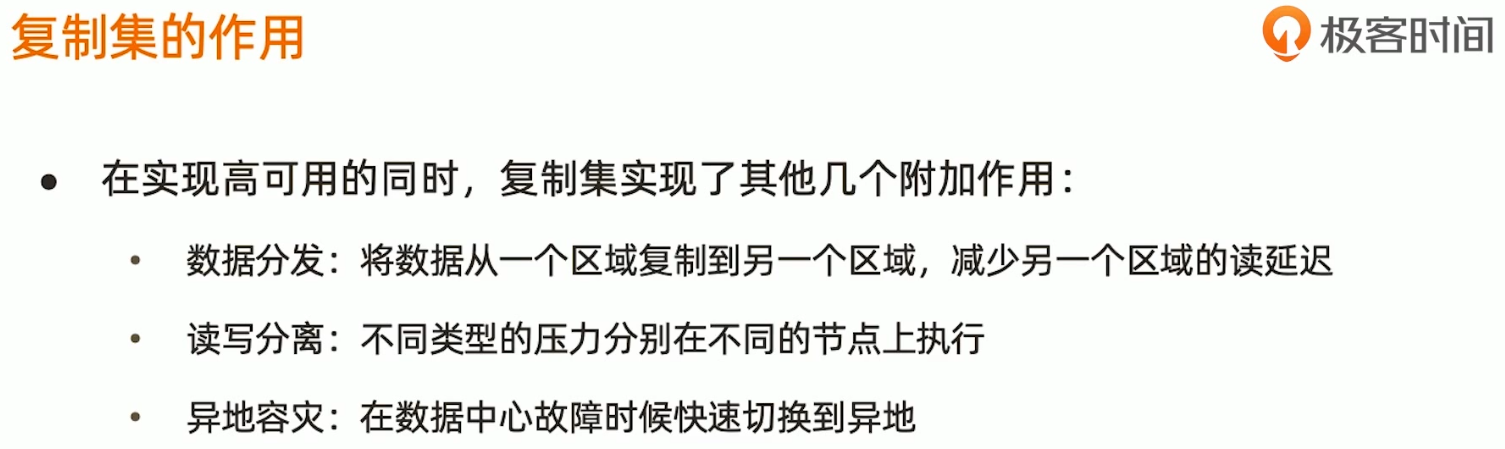 复制集的作用
极客时间
● 在实现高可用的同时，复制集实现了其他几个附加作用：
• 数据分发：将数据从一个区域复制到另一个区域，减少另一个区域的读延迟
• 读写分离：不同类型的压力分别在不同的节点上执行
• 异地容灾：在数据中心故障时候快速切换到异地